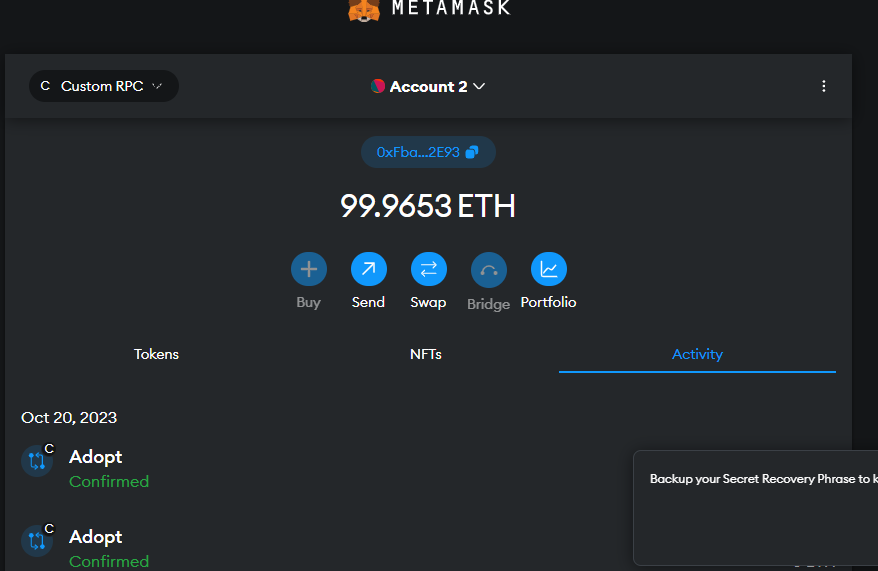 METAMASK
C Custom RPC
Account 2
0xFba...2E93
99.9653 ETH
Buy
Send
Swap
Bridge
Portfolio
Tokens
NFTs
Activity
Oct 20, 2023
C
Adopt
Confirmed
Backup your Secret Recovery Phrase to
C
Adopt
Confirmed